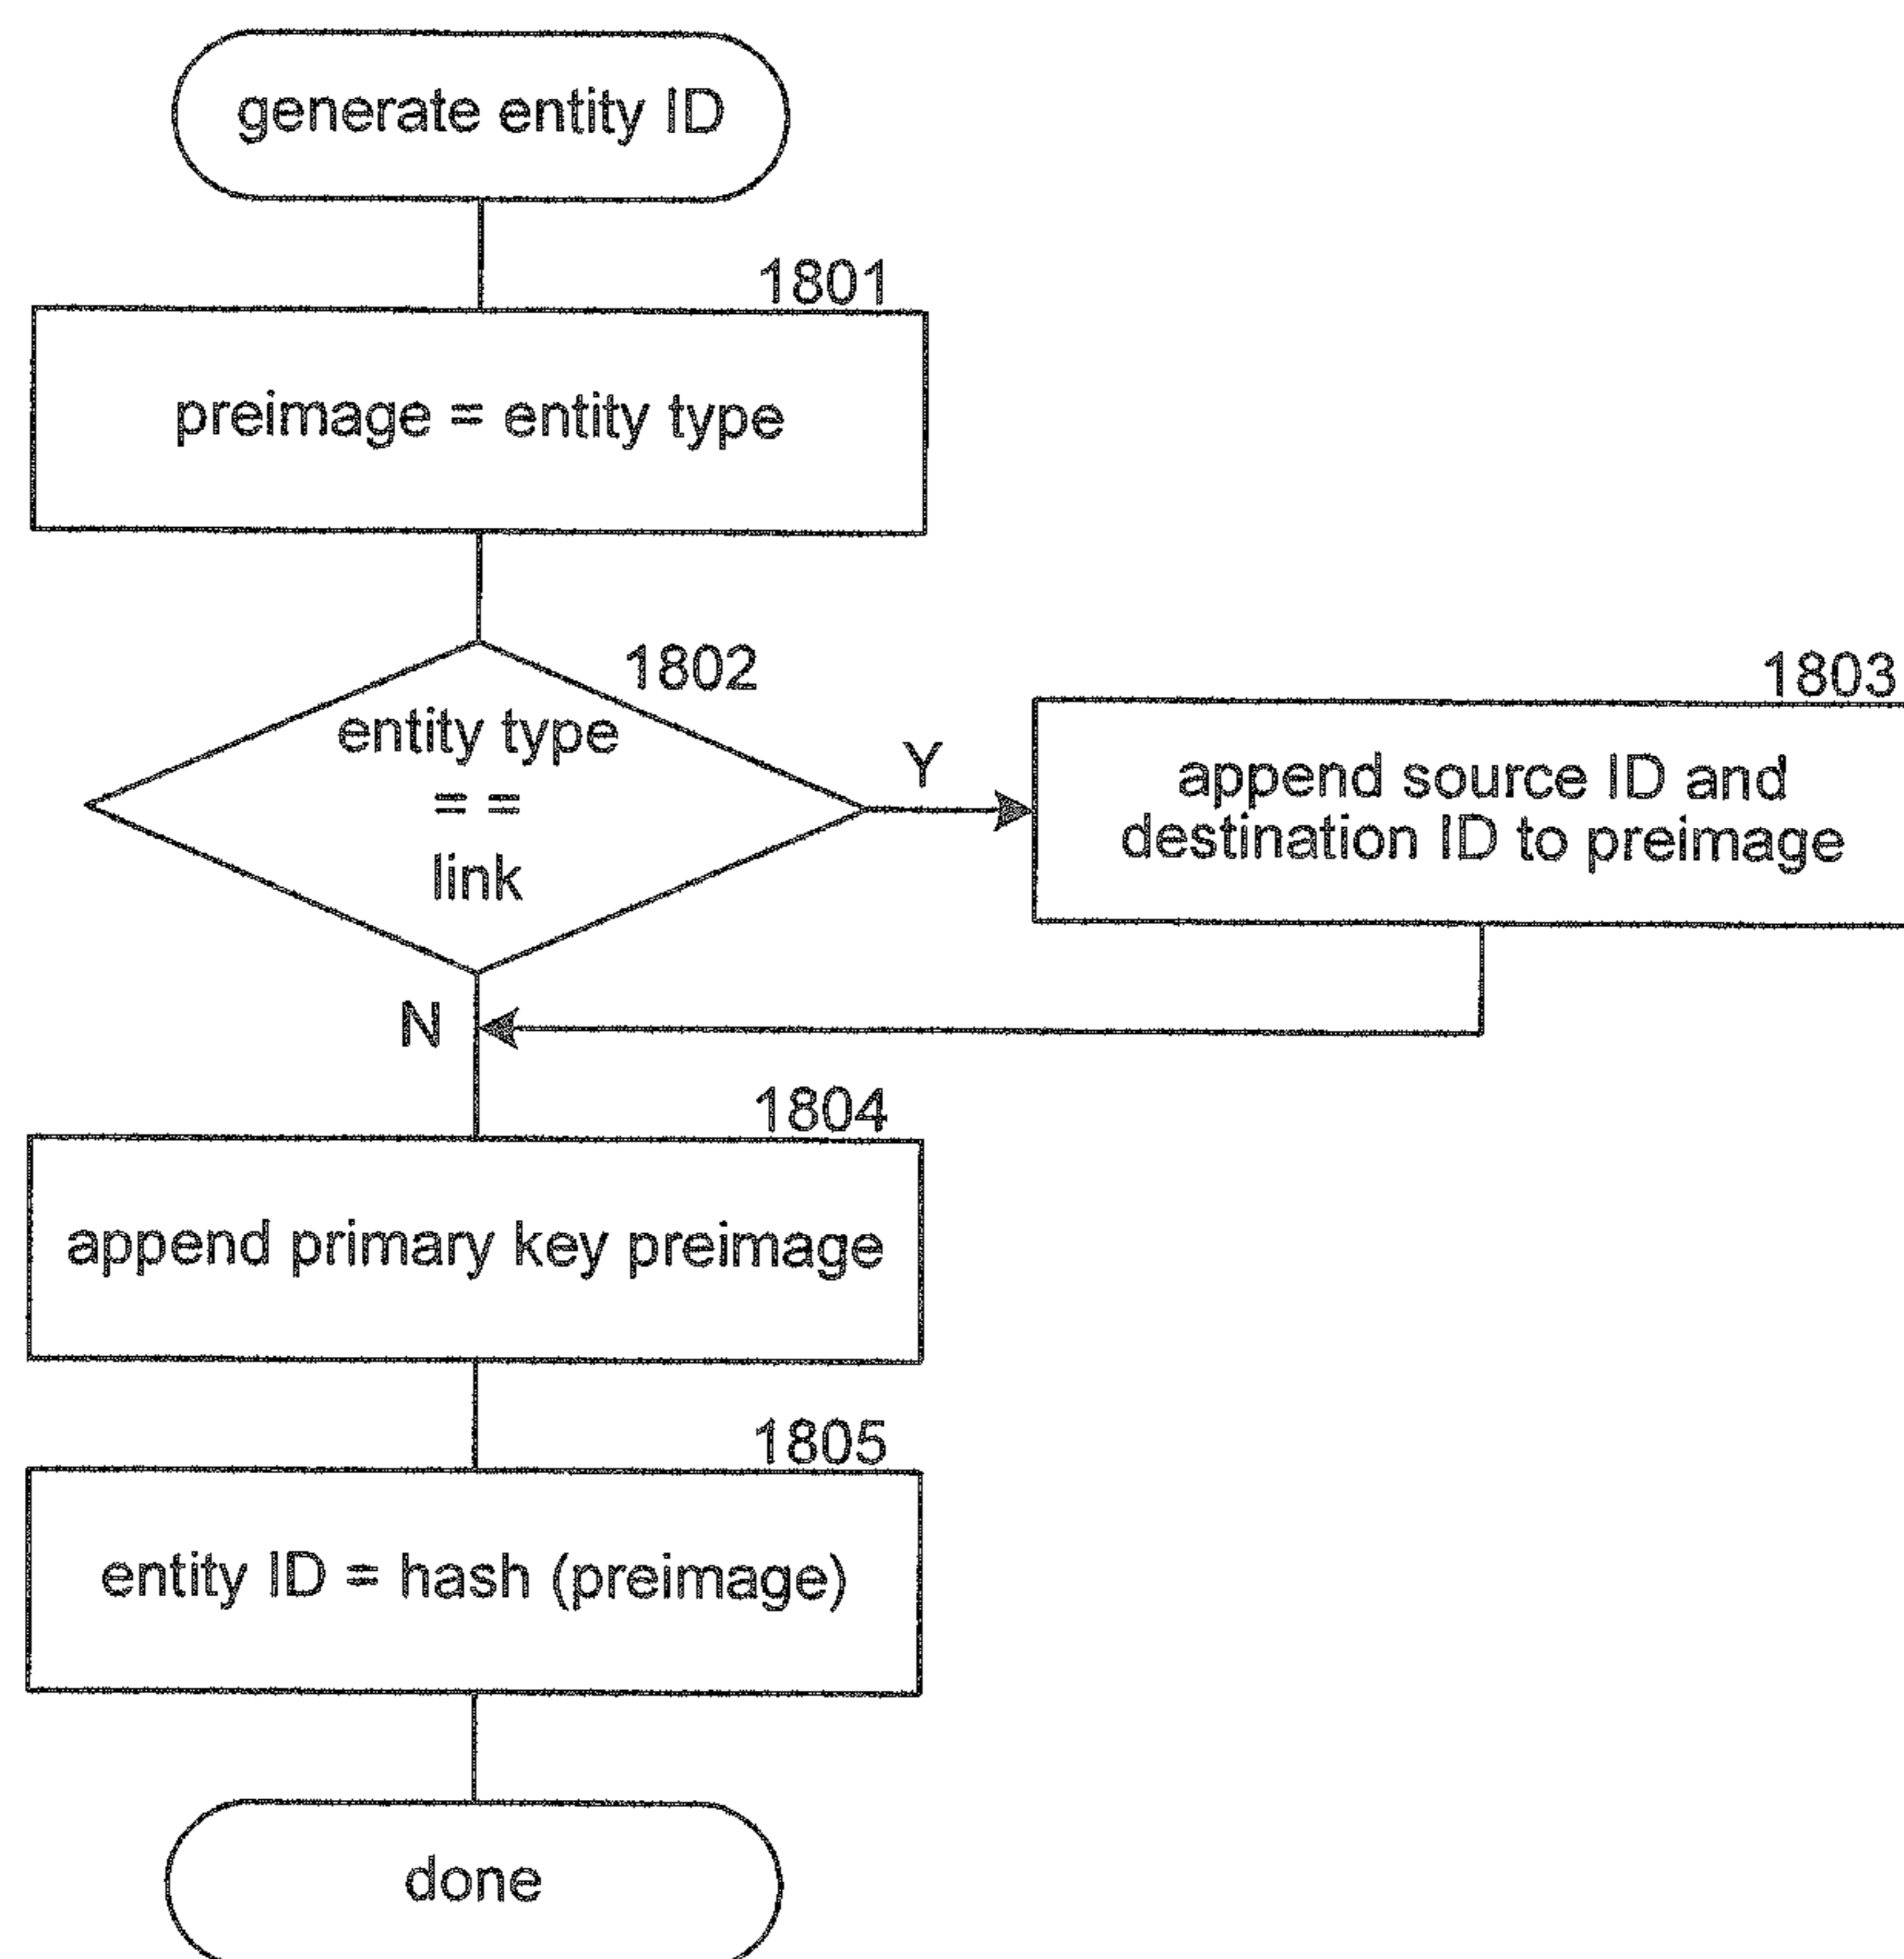 generate entity ID
1801
preimage = entity type
1802
entity type
= =
link
Y
1803
append source ID and
destination ID to preimage
N
1804
append primary key preimage
1805
entity ID = hash (preimage)
done